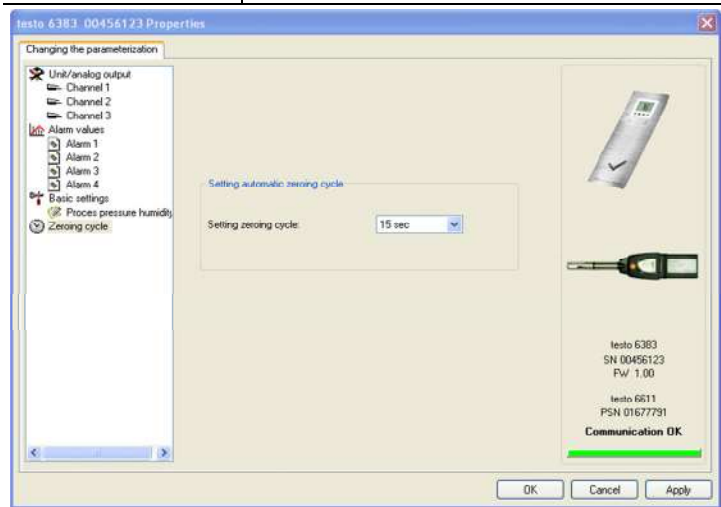 testo 6383 00456123 Properties
Changing the parameterization
Unit/analog output
Channel 1
Channel 2
Channel 3
Alarm values
Alarm 1
Alarm 2
Alarm 3
Alarm 4
Basic settings
Proces pressure humidity
Zeroing cycle
Setting automatic zeroing cycle
Setting zeroing cycle:
15 sec
testo 6383
SN 00456123
FW 1.00
testo 6611
PSN 01677791
Communication OK
OK
Cancel
Apply